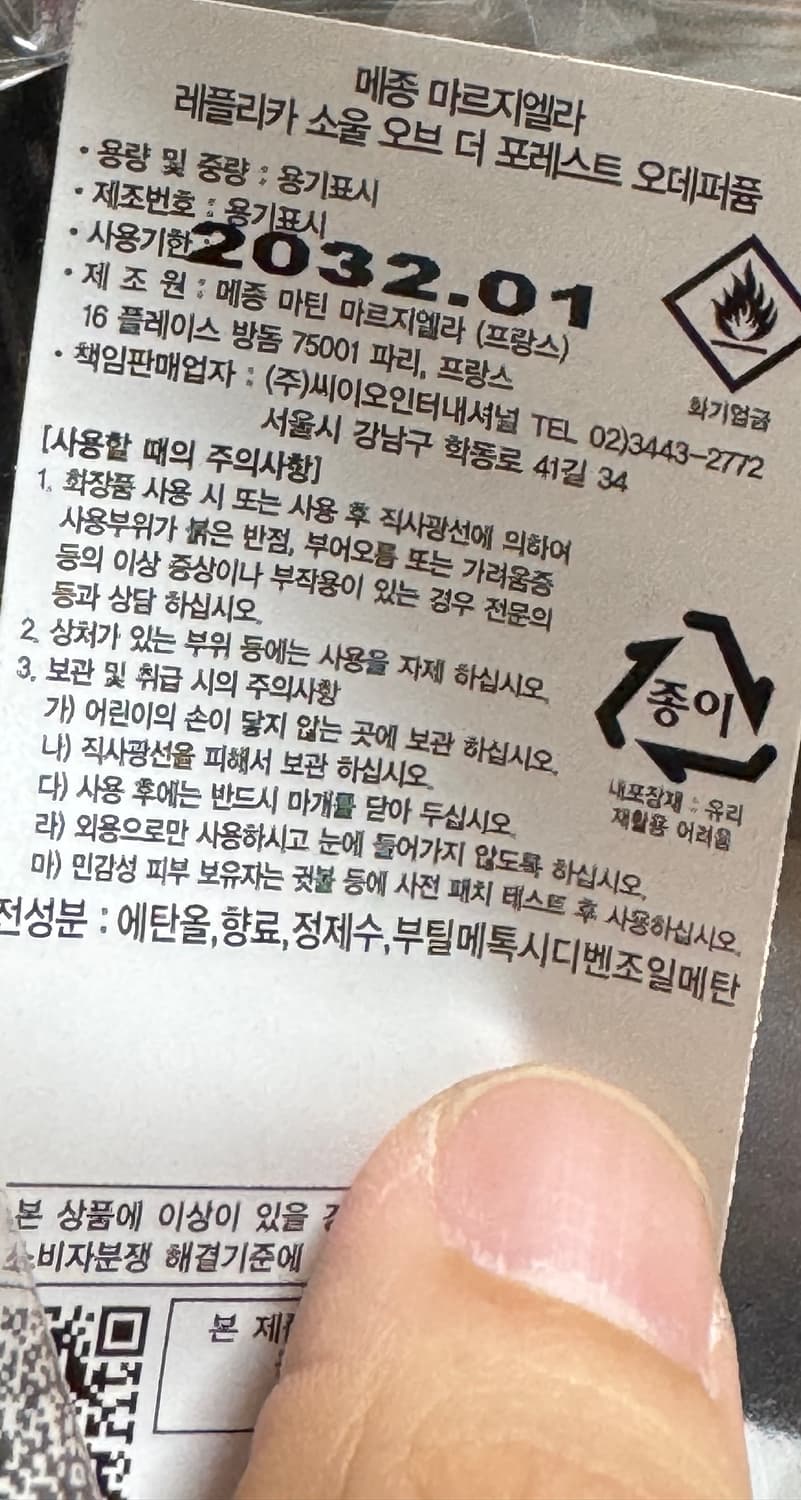 메종 마르지엘라
레플리카 소울 오브 더 포레스트 오데퍼퓸
• 용량 및 중량 : 용기표시
• 제조번호 : 용기표시
• 사용기한 : 2032.01
• 제 조 원 : 메종 마틴 마르지엘라 (프랑스)
16 플레이스 방돔 75001 파리, 프랑스
• 책임판매업자 : (주)씨이오인터내셔널 TEL 02)3443-2772
서울시 강남구 학동로 41길 34
화기엄금
[사용할 때의 주의사항]
1. 화장품 사용 시 또는 사용 후 직사광선에 의하여
사용부위가 붉은 반점, 부어오름 또는 가려움증
등의 이상 증상이나 부작용이 있는 경우 전문의
등과 상담 하십시오.
2. 상처가 있는 부위 등에는 사용을 자제 하십시오.
3. 보관 및 취급 시의 주의사항
가) 어린이의 손이 닿지 않는 곳에 보관 하십시오.
나) 직사광선을 피해서 보관 하십시오.
다) 사용 후에는 반드시 마개를 닫아 두십시오.
라) 외용으로만 사용하시고 눈에 들어가지 않도록 하십시오.
마) 민감성 피부 보유자는 귓볼 등에 사전 패치 테스트 후 사용하십시오.
종이
내포장재 : 유리
재활용 어려움
전성분 : 에탄올,향료,정제수,부틸메톡시디벤조일메탄
본 상품에 이상이 있을
소비자분쟁 해결기준에
본